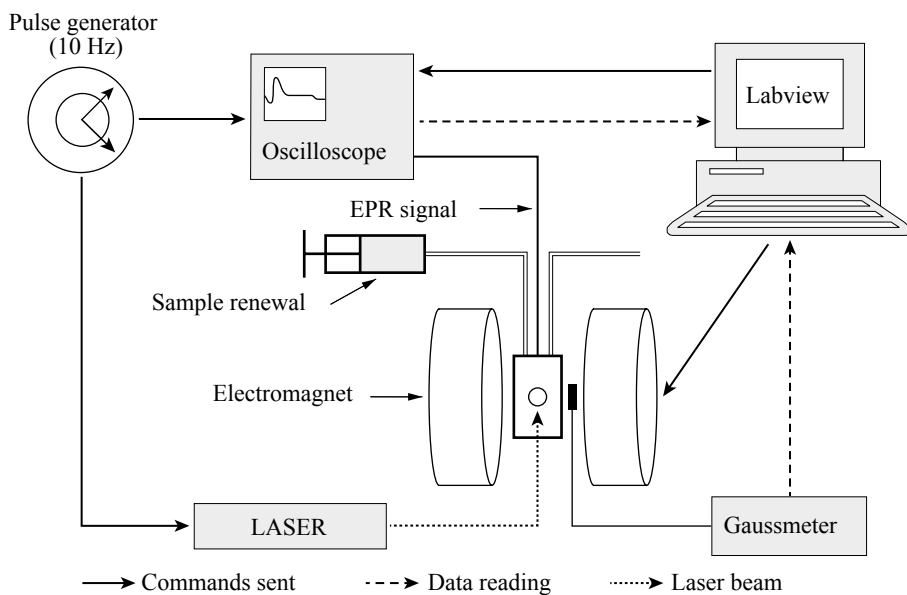 Pulse generator
(10 Hz)
Labview
Oscilloscope
EPR signal
Sample renewal
Electromagnet
LASER
Gaussmeter
Commands sent
Data reading
Laser beam